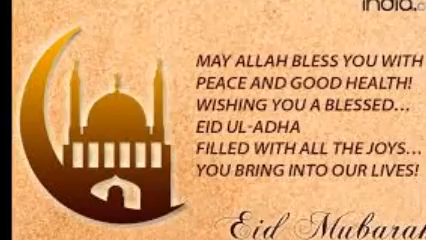 india.c
MAY ALLAH BLESS YOU WITH
PEACE AND GOOD HEALTH!
WISHING YOU A BLESSED...
EID UL-ADHA
FILLED WITH ALL THE JOYS...
YOU BRING INTO OUR LIVES!
Eid Mubarak